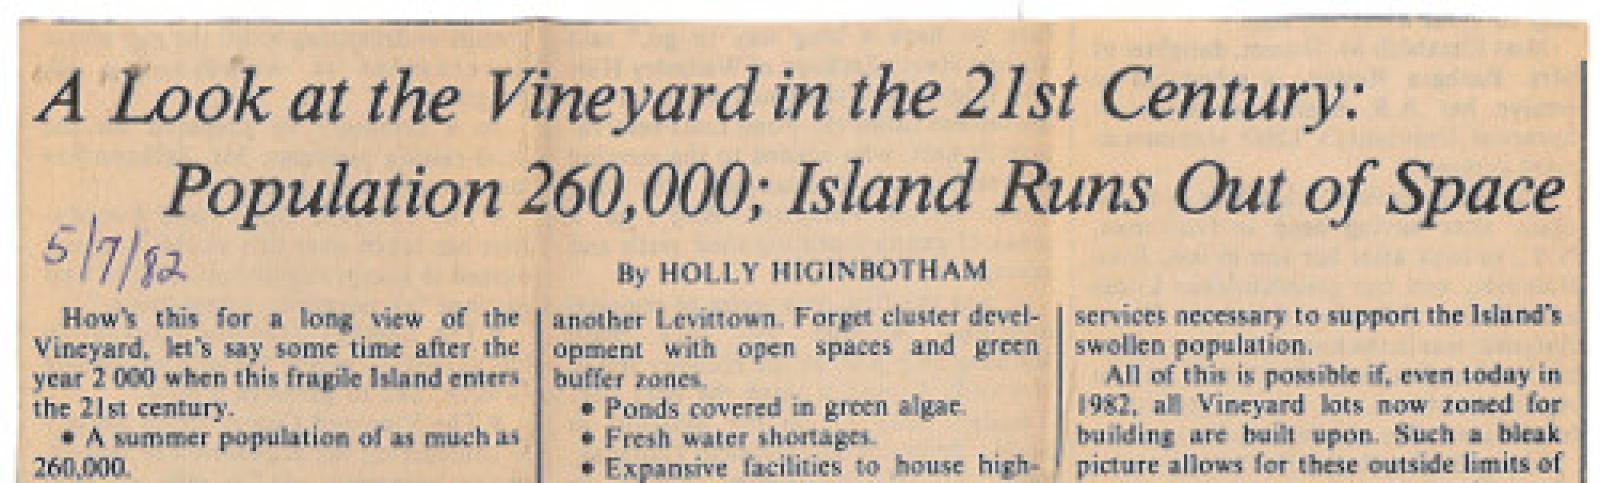 A Look at the Vineyard in the 21st Century:
Population 260,000; Island Runs Out of Space
5/7/82
By HOLLY HIGINBOTHAM
How's this for a long view of the
Vineyard, let's say some time after the
year 2 000 when this fragile Island enters
the 21st century.
• A summer population of as much as
260,000.
another Levittown. Forget cluster devel-
opment with open spaces and green
buffer zones.
• Ponds covered in green algae.
• Fresh water shortages.
• Expansive facilities to house high-
services necessary to support the Island's
swollen population.
All of this is possible if, even today in
1982, all Vineyard lots now zoned for
building are built upon. Such a bleak
picture allows for these outside limits of